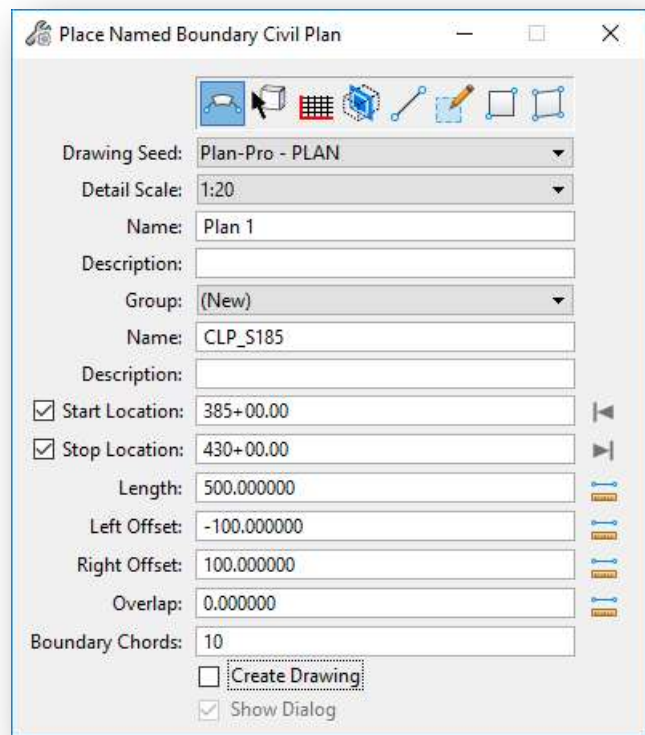 Place Named Boundary Civil Plan
Drawing Seed: Plan-Pro - PLAN
Detail Scale: 1:20
Name: Plan 1
Description:
Group: (New)
Name: CLP_S185
Description:
Start Location: 385+00.00
Stop Location: 430+00.00
Length: 500.000000
Left Offset: -100.000000
Right Offset: 100.000000
Overlap: 0.000000
Boundary Chords: 10
Create Drawing
Show Dialog